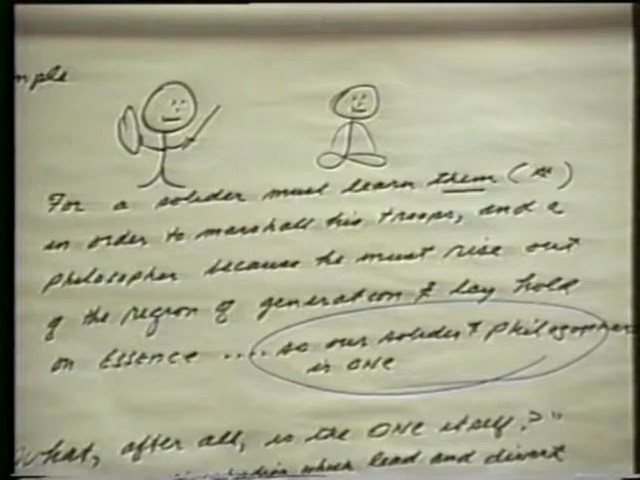 mple
For a solider must learn them (#)
in order to marshall his troops, and a
philosopher because he must rise out
of the region of generation & lay hold
on Essence .... so our solider & philosopher
is ONE
What, after all, is the ONE itself?"
which lead and divert